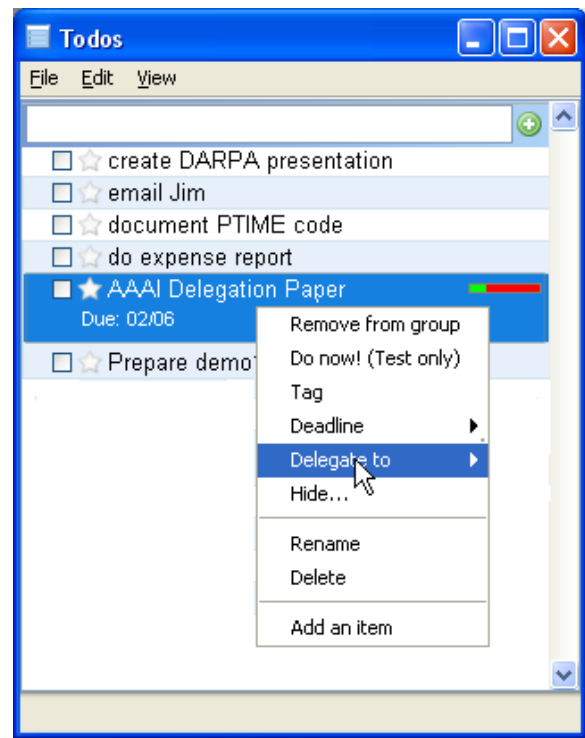 Todos
File Edit View
create DARPA presentation
email Jim
document PTIME code
do expense report
AAAI Delegation Paper
Due: 02/06
Prepare demo
Remove from group
Do now! (Test only)
Tag
Deadline
Delegate to
Hide...
Rename
Delete
Add an item